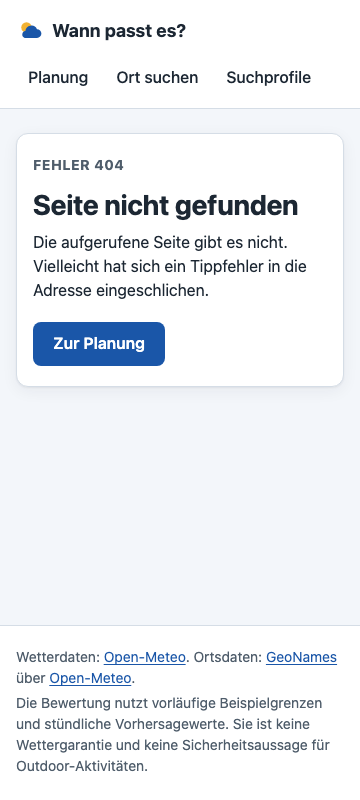 Wann passt es?
Planung Ort suchen Suchprofile
FEHLER 404
Seite nicht gefunden
Die aufgerufene Seite gibt es nicht.
Vielleicht hat sich ein Tippfehler in die
Adresse eingeschlichen.
Zur Planung
Wetterdaten: Open-Meteo. Ortsdaten: GeoNames
über Open-Meteo.
Die Bewertung nutzt vorläufige Beispielgrenzen
und stündliche Vorhersagewerte. Sie ist keine
Wettergarantie und keine Sicherheitsaussage für
Outdoor-Aktivitäten.